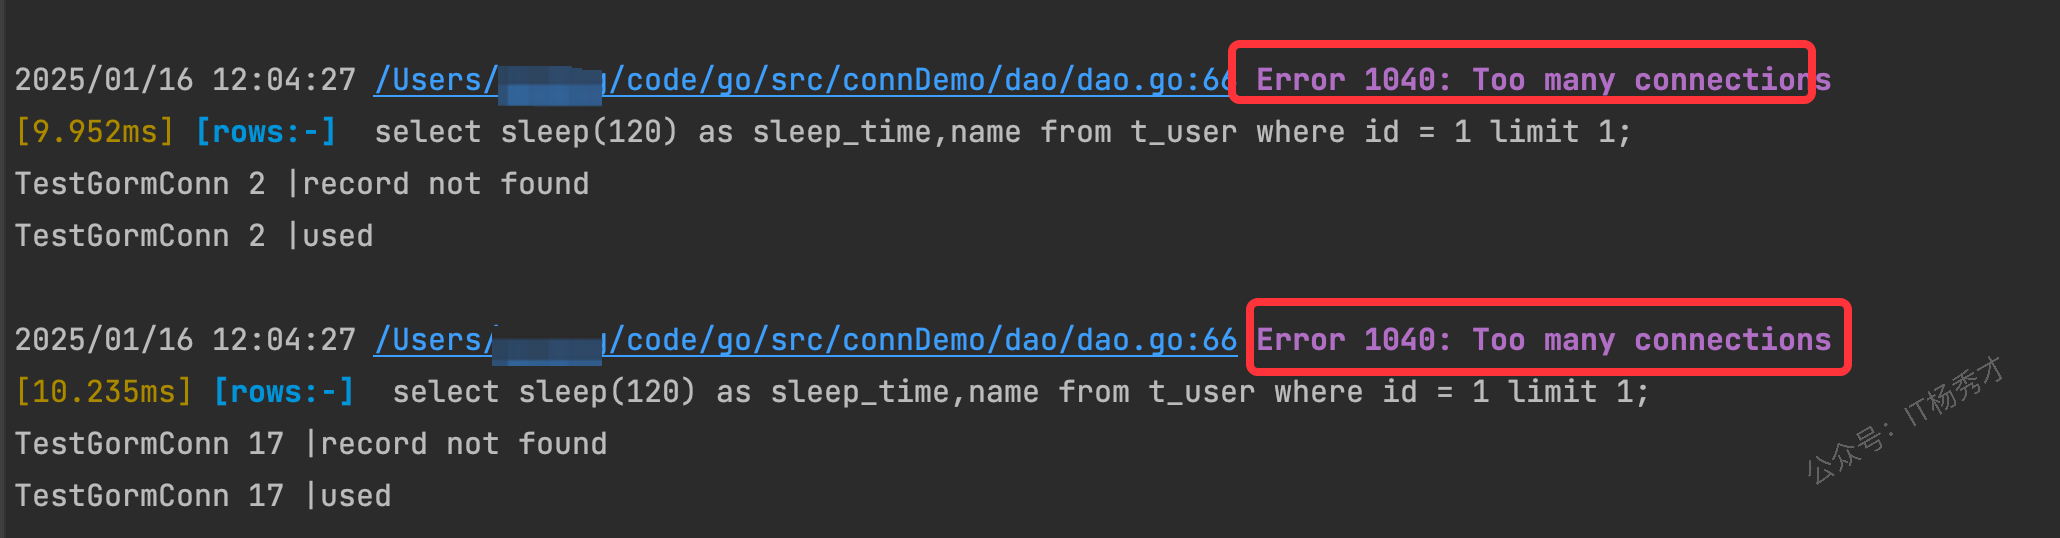 2025/01/16 12:04:27 /Users/ g/code/go/src/connDemo/dao/dao.go:66 Error 1040: Too many connections
[9.952ms] [rows:-] select sleep(120) as sleep_time,name from t_user where id = 1 limit 1;
TestGormConn 2 |record not found
TestGormConn 2 |used
2025/01/16 12:04:27 /Users/ g/code/go/src/connDemo/dao/dao.go:66 Error 1040: Too many connections
[10.235ms] [rows:-] select sleep(120) as sleep_time,name from t_user where id = 1 limit 1;
TestGormConn 17 |record not found
TestGormConn 17 |used
公众号：IT杨秀才